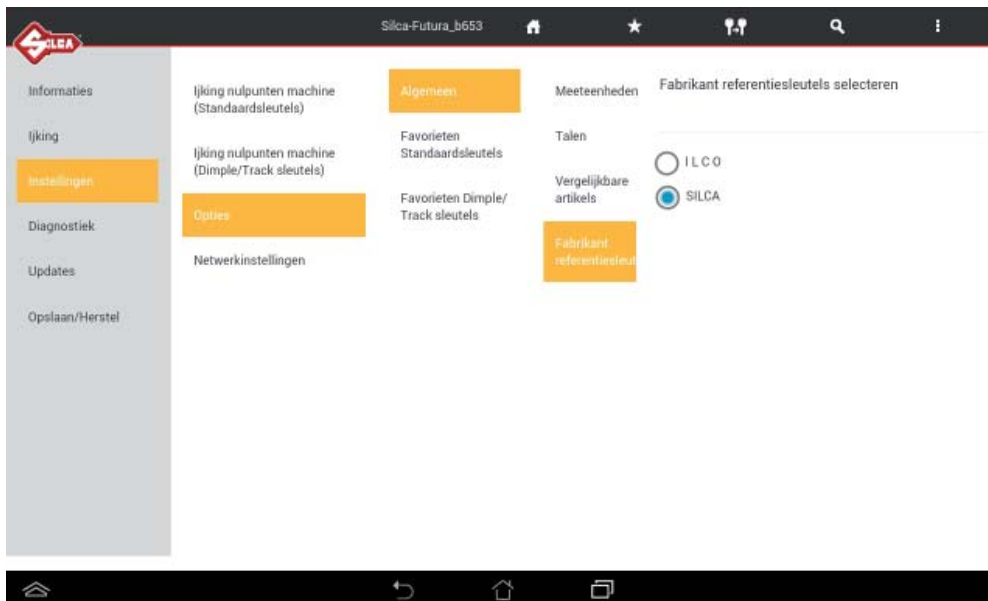 SILCA
Silca-Futura_b653
Informaties
Ijking
Instellingen
Diagnostiek
Updates
Opslaan/Herstel
Ijking nulpunten machine
(Standaardsleutels)
Ijking nulpunten machine
(Dimple/Track sleutels)
Opties
Netwerkinstellingen
Algemeen
Favorieten
Standaardsleutels
Favorieten Dimple/
Track sleutels
Meeteenheden
Talen
Vergelijkbare
artikels
Fabrikant
referentiesleut
Fabrikant referentiesleutels selecteren
I L C O
SILCA